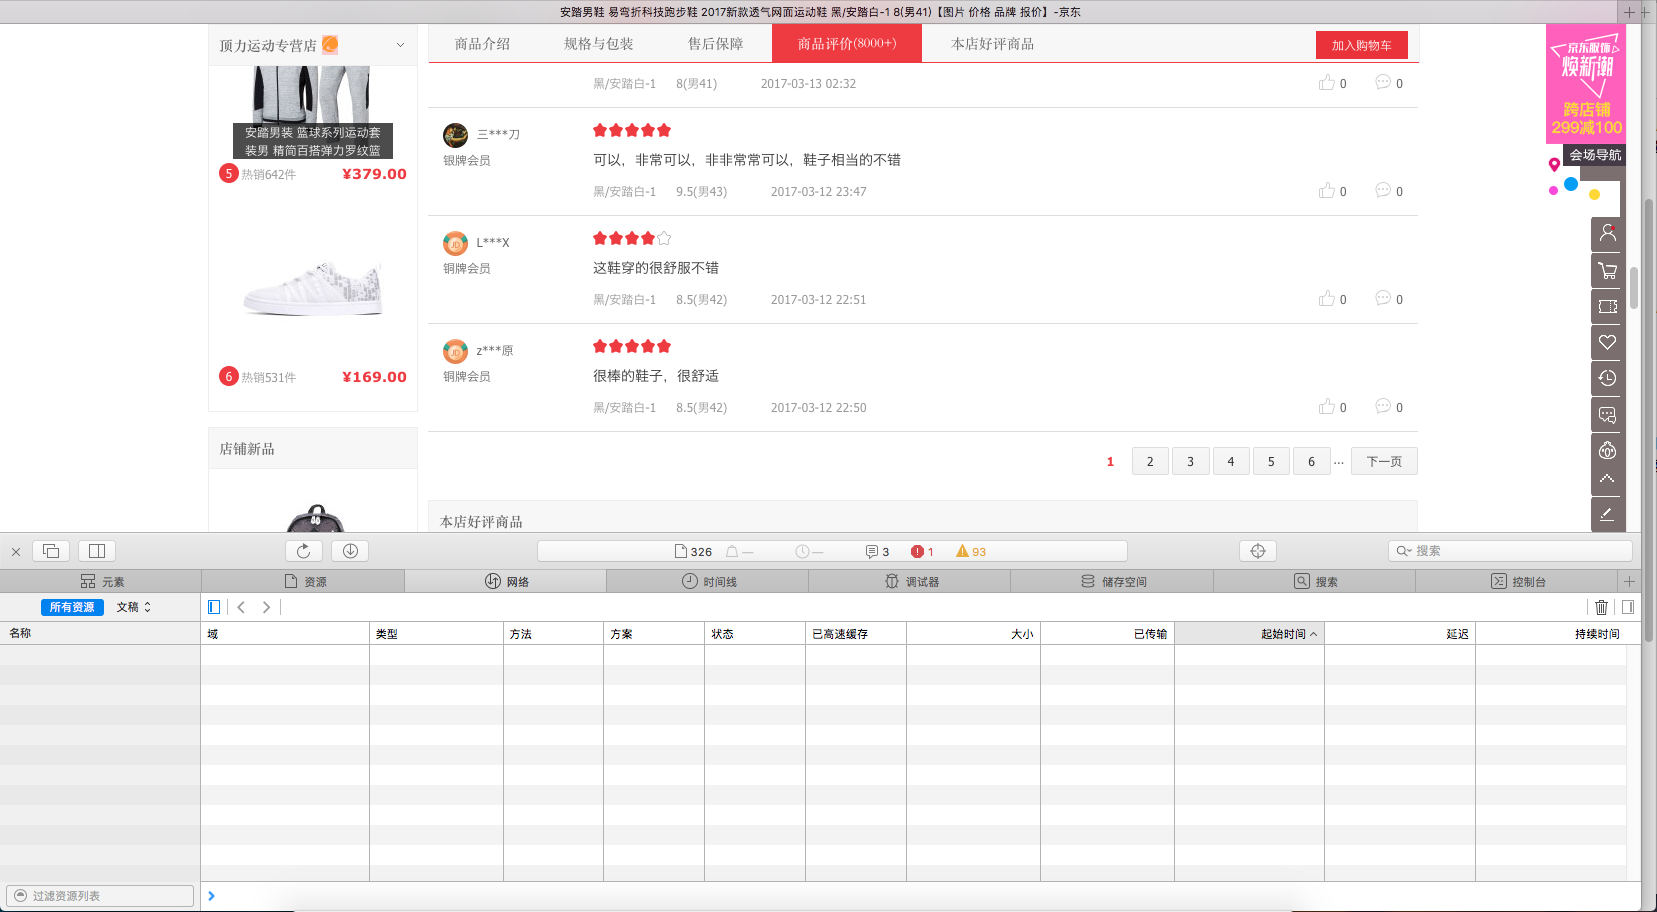 安踏男鞋 易弯折科技跑步鞋 2017新款透气网面运动鞋 黑/安踏白-1 8(男41)【图片 价格 品牌 报价】-京东
顶力运动专营店
商品介绍 规格与包装 售后保障 商品评价(8000+) 本店好评商品 加入购物车
安踏男装 篮球系列运动套
装男 精简百搭弹力罗纹篮
5 热销642件 ¥379.00
6 热销531件 ¥169.00
店铺新品
黑/安踏白-1 8(男41) 2017-03-13 02:32 0 0
三***刀
银牌会员
可以，非常可以，非非常常可以，鞋子相当的不错
黑/安踏白-1 9.5(男43) 2017-03-12 23:47 0 0
JD L***X
铜牌会员
这鞋穿的很舒服不错
黑/安踏白-1 8.5(男42) 2017-03-12 22:51 0 0
JD z***原
铜牌会员
很棒的鞋子，很舒适
黑/安踏白-1 8.5(男42) 2017-03-12 22:50 0 0
1 2 3 4 5 6 ... 下一页
本店好评商品
京东服饰
焕新潮
跨店铺
299减100
会场导航
326 — — 3 1 93 搜索
元素 资源 网络 时间线 调试器 储存空间 搜索 控制台
所有资源 文稿
名称 域 类型 方法 方案 状态 已高速缓存 大小 已传输 起始时间 延迟 持续时间
过滤资源列表